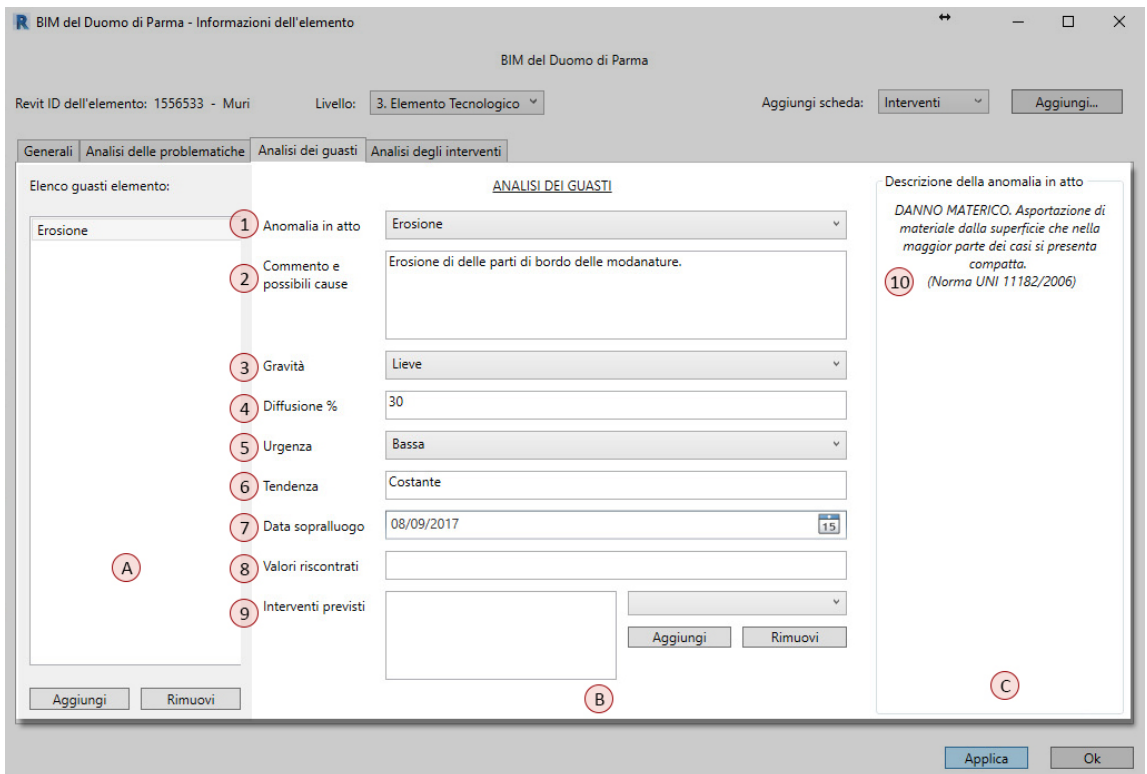 R BIM del Duomo di Parma - Informazioni dell'elemento
BIM del Duomo di Parma
Revit ID dell'elemento: 1556533 - Muri Livello: 3. Elemento Tecnologico Aggiungi scheda: Interventi Aggiungi...
Generali Analisi delle problematiche Analisi dei guasti Analisi degli interventi
Elenco guasti elemento:
Erosione
A
Aggiungi Rimuovi
ANALISI DEI GUASTI
1 Anomalia in atto Erosione
2 Commento e
possibili cause
Erosione di delle parti di bordo delle modanature.
3 Gravità Lieve
4 Diffusione % 30
5 Urgenza Bassa
6 Tendenza Costante
7 Data sopralluogo 08/09/2017 15
8 Valori riscontrati
9 Interventi previsti
Aggiungi Rimuovi
B
Descrizione della anomalia in atto
DANNO MATERICO. Asportazione di
materiale dalla superficie che nella
maggior parte dei casi si presenta
compatta.
10 (Norma UNI 11182/2006)
C
Applica Ok